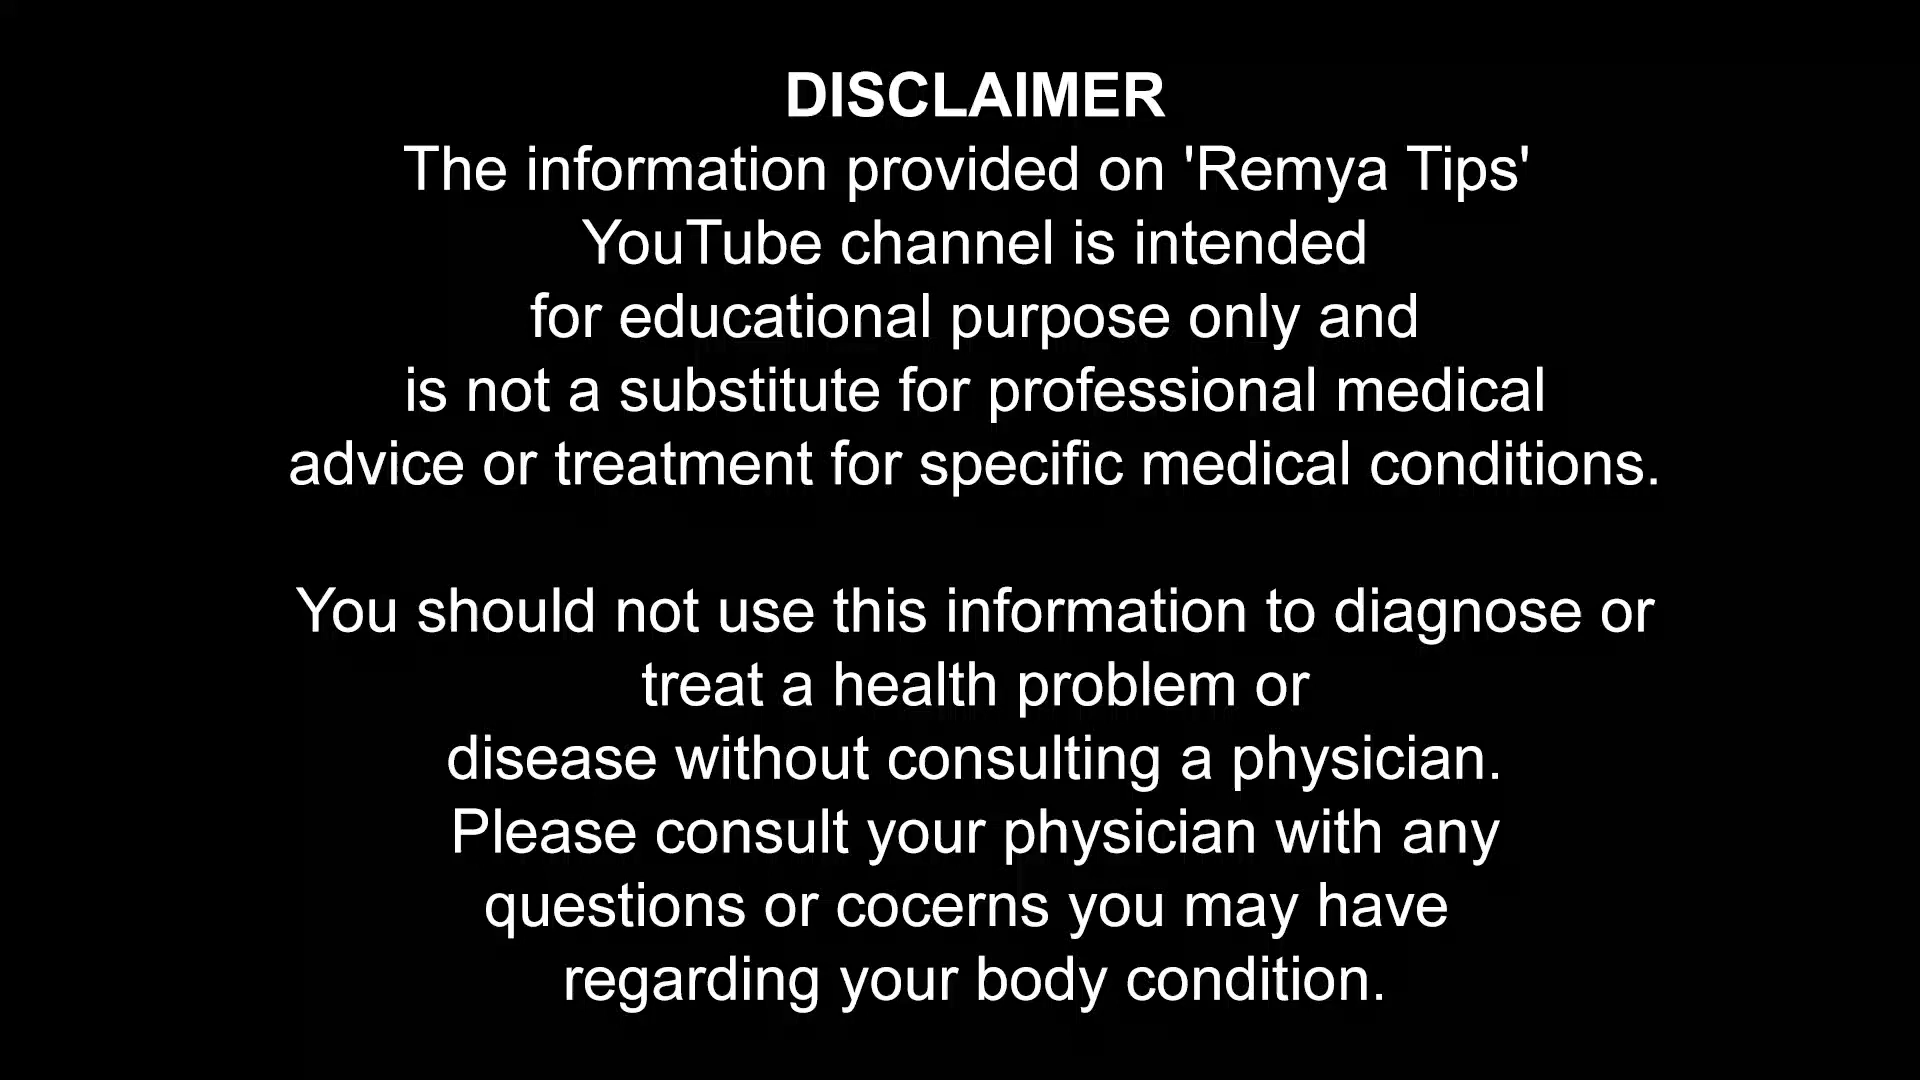 DISCLAIMER
The information provided on 'Remya Tips'
YouTube channel is intended
for educational purpose only and
is not a substitute for professional medical
advice or treatment for specific medical conditions.
You should not use this information to diagnose or
treat a health problem or
disease without consulting a physician.
Please consult your physician with any
questions or cocerns you may have
regarding your body condition.